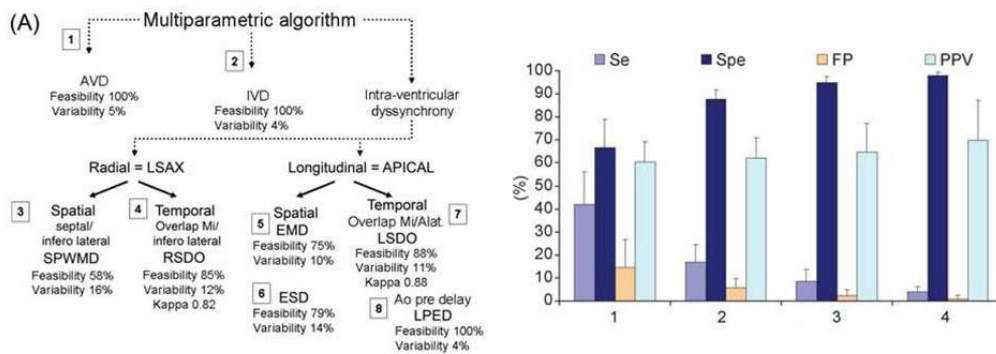 (A)
Multiparametric algorithm
1
AVD
Feasibility 100%
Variability 5%
2
IVD
Feasibility 100%
Variability 4%
Intra-ventricular
dyssynchrony
Radial = LSAX
Longitudinal = APICAL
3
Spatial
septal/
infero lateral
SPWMD
Feasibility 58%
Variability 16%
4
Temporal
Overlap Mi/
infero lateral
RSDO
Feasibility 85%
Variability 12%
Kappa 0.82
5
Spatial
EMD
Feasibility 75%
Variability 10%
6
ESD
Feasibility 79%
Variability 14%
7
Temporal
Overlap Mi/Alat.
LSDO
Feasibility 88%
Variability 11%
Kappa 0.88
8
Ao pre delay
LPED
Feasibility 100%
Variability 4%
Se Spe FP PPV
(%)
100
90
80
70
60
50
40
30
20
10
0
1 2 3 4